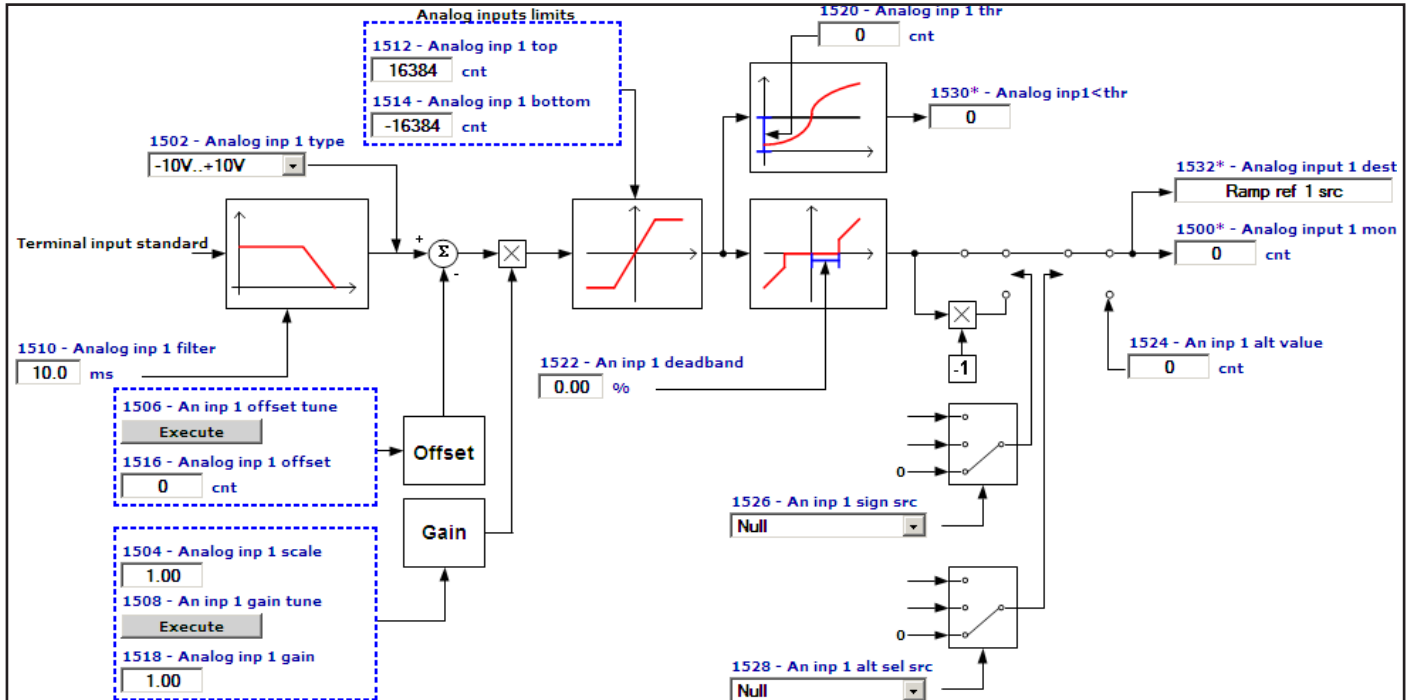 Analog inputs limits
1512 - Analog inp 1 top
16384 cnt
1514 - Analog inp 1 bottom
-16384 cnt
1520 - Analog inp 1 thr
0 cnt
1530* - Analog inp1<thr
0
1502 - Analog inp 1 type
-10V..+10V
1532* - Analog input 1 dest
Ramp ref 1 src
Terminal input standard
+
Σ
-
1500* - Analog input 1 mon
0 cnt
1510 - Analog inp 1 filter
10.0 ms
1522 - An inp 1 deadband
0.00 %
-1
1524 - An inp 1 alt value
0 cnt
1506 - An inp 1 offset tune
Execute
1516 - Analog inp 1 offset
0 cnt
Offset
0
1526 - An inp 1 sign src
Null
Gain
1504 - Analog inp 1 scale
1.00
1508 - An inp 1 gain tune
Execute
1518 - Analog inp 1 gain
1.00
0
1528 - An inp 1 alt sel src
Null